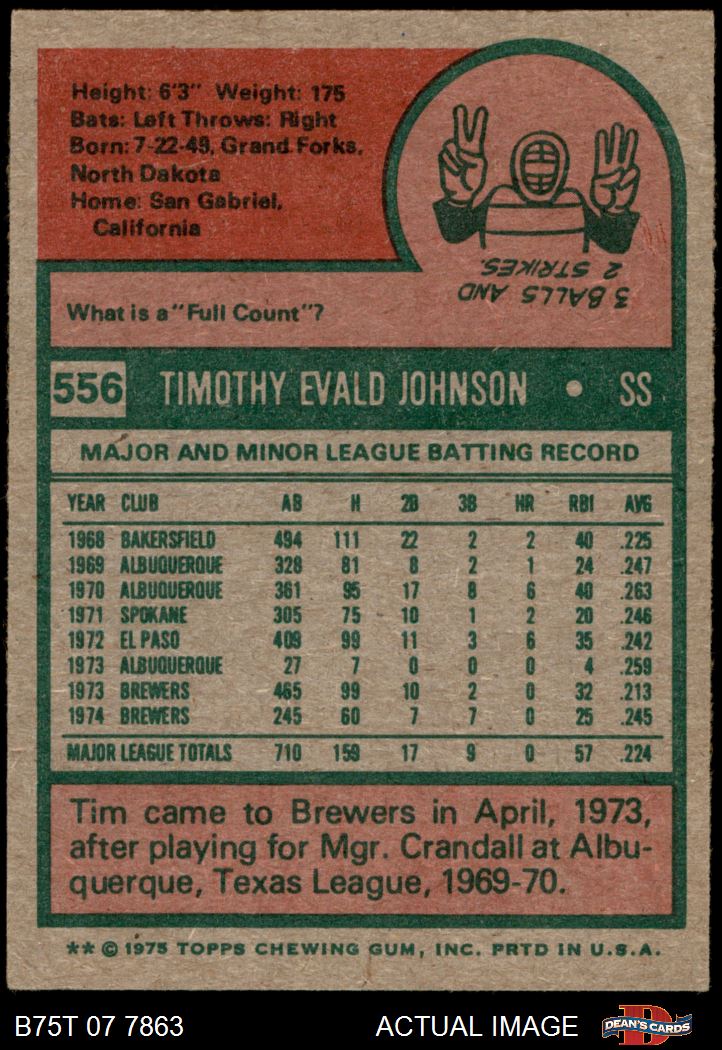 Height: 6'3" Weight: 175
Bats: Left Throws: Right
Born: 7-22-49, Grand Forks,
North Dakota
Home: San Gabriel,
California
3 BALLS AND
2 STRIKES.
What is a "Full Count"?
556 TIMOTHY EVALD JOHNSON • SS
MAJOR AND MINOR LEAGUE BATTING RECORD
YEAR CLUB AB H 2B 3B HR RBI AVG
1968 BAKERSFIELD 494 111 22 2 2 40 .225
1969 ALBUQUERQUE 328 81 8 2 1 24 .247
1970 ALBUQUERQUE 361 95 17 8 6 40 .263
1971 SPOKANE 305 75 10 1 2 20 .246
1972 EL PASO 409 99 11 3 6 35 .242
1973 ALBUQUERQUE 27 7 0 0 0 4 .259
1973 BREWERS 465 99 10 2 0 32 .213
1974 BREWERS 245 60 7 7 0 25 .245
MAJOR LEAGUE TOTALS 710 159 17 9 0 57 .224
Tim came to Brewers in April, 1973,
after playing for Mgr. Crandall at Albu-
querque, Texas League, 1969-70.
** © 1975 TOPPS CHEWING GUM, INC. PRTD IN U.S.A.
B75T 07 7863 ACTUAL IMAGE D DEAN'S CARDS